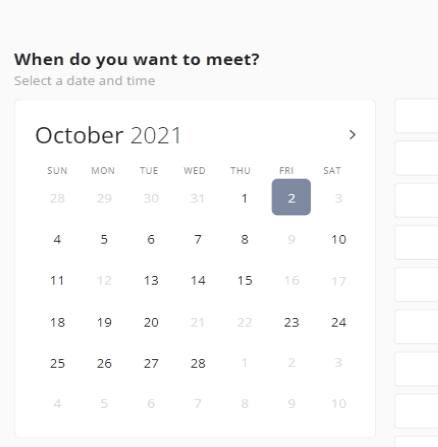 When do you want to meet?
Select a date and time
October 2021
SUN MON TUE WED THU FRI SAT
28 29 30 31 1 2 3
4 5 6 7 8 9 10
11 12 13 14 15 16 17
18 19 20 21 22 23 24
25 26 27 28 1 2 3
4 5 6 7 8 9 10